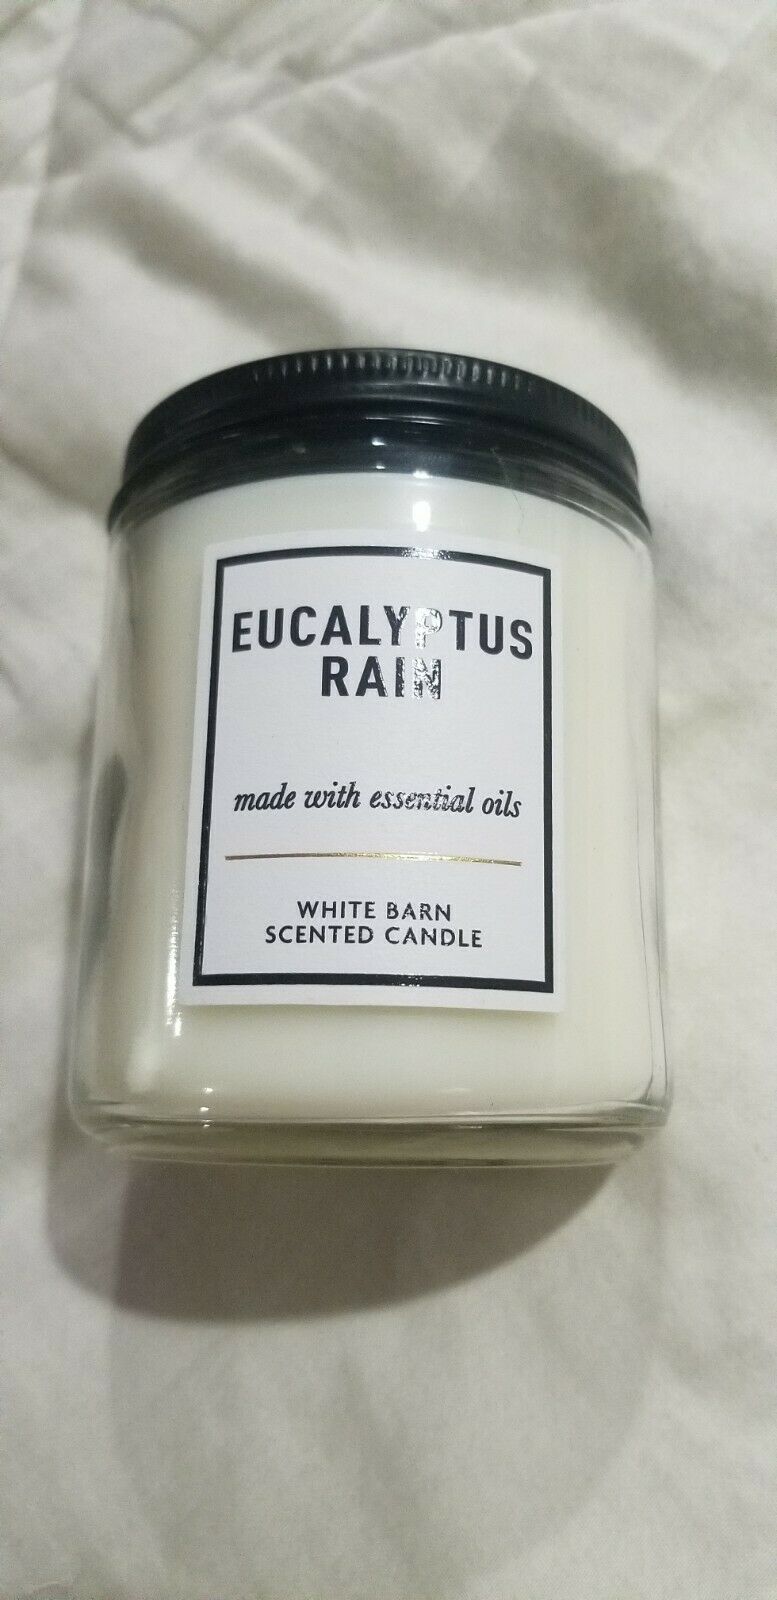 EUCALYPTUS
RAIN
made with essential oils
WHITE BARN
SCENTED CANDLE